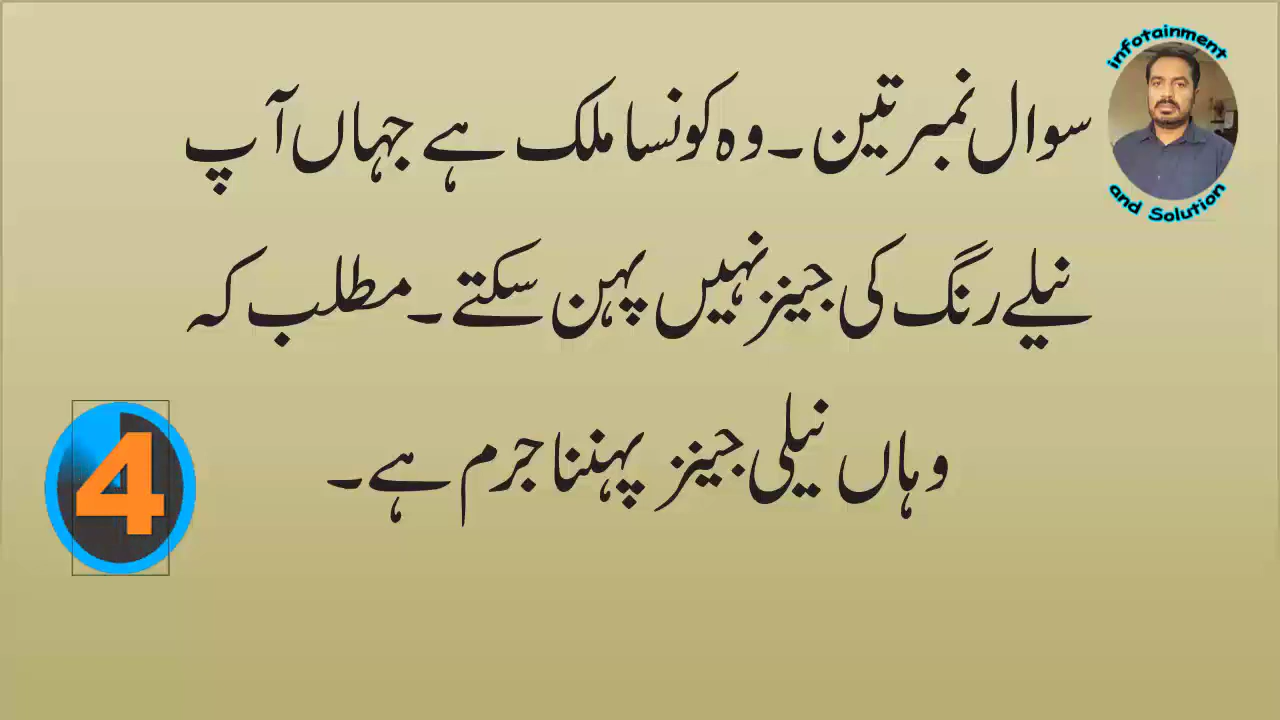 infotainment
سوال نمبر تین۔ وہ کونسا ملک ہے جہاں آپ
and Solution
نیلے رنگ کی جینز نہیں پہن سکتے۔ مطلب کہ
وہاں نیلی جینز پہننا جرم ہے۔
4